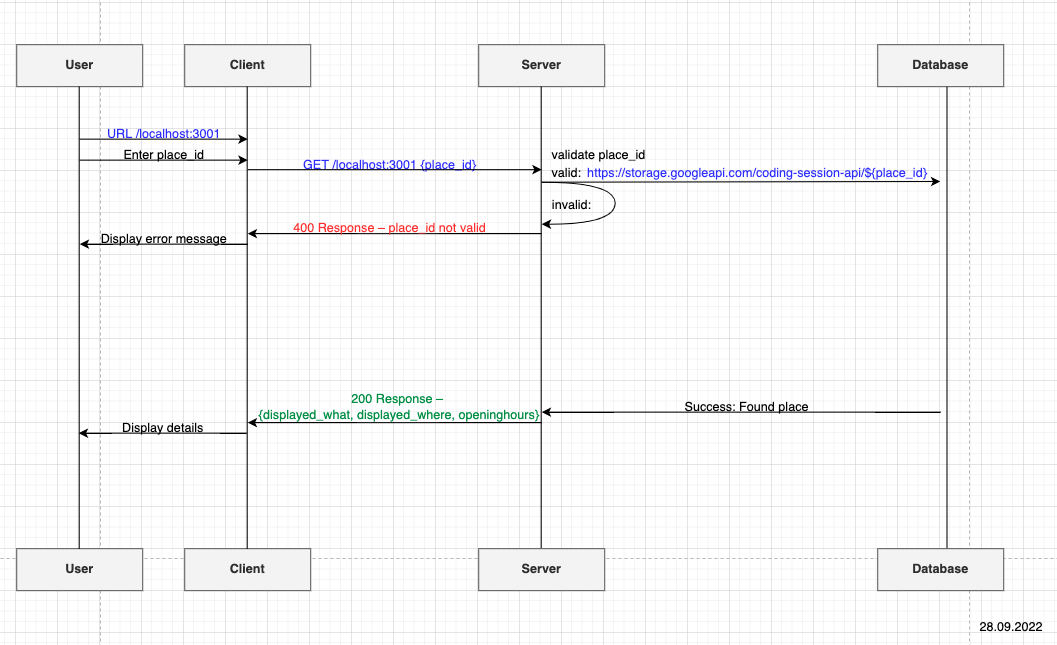 User
Client
Server
Database
URL /localhost:3001
Enter place_id
GET /localhost:3001 {place_id}
validate place_id
valid: https://storage.googleapi.com/coding-session-api/${place_id}
invalid:
400 Response – place_id not valid
Display error message
200 Response –
{displayed_what, displayed_where, openinghours}
Success: Found place
Display details
User
Client
Server
Database
28.09.2022